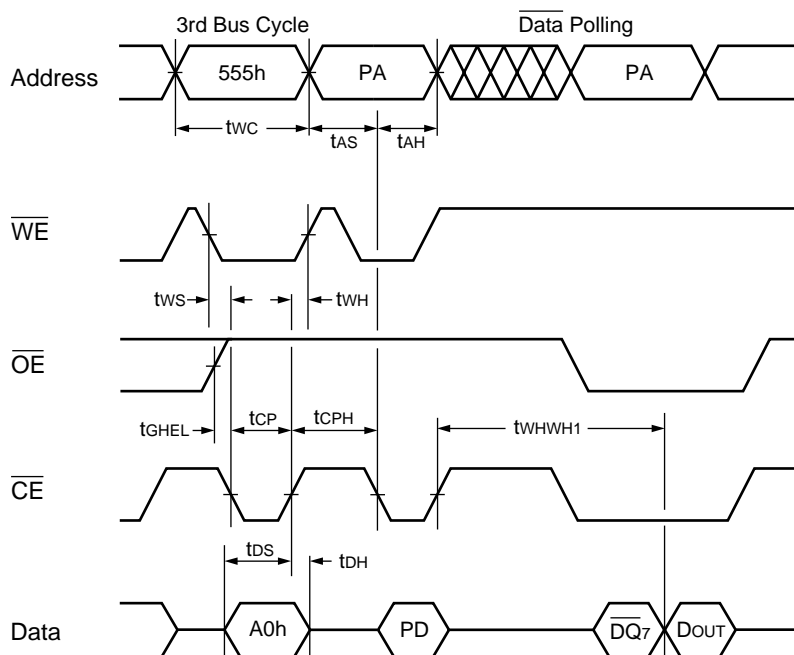 3rd Bus Cycle
Data Polling
Address
555h
PA
PA
tWC
tAS
tAH
WE
tWS
tWH
OE
tGHEL
tCP
tCPH
tWHWH1
CE
tDS
tDH
Data
A0h
PD
DQ7
DOUT